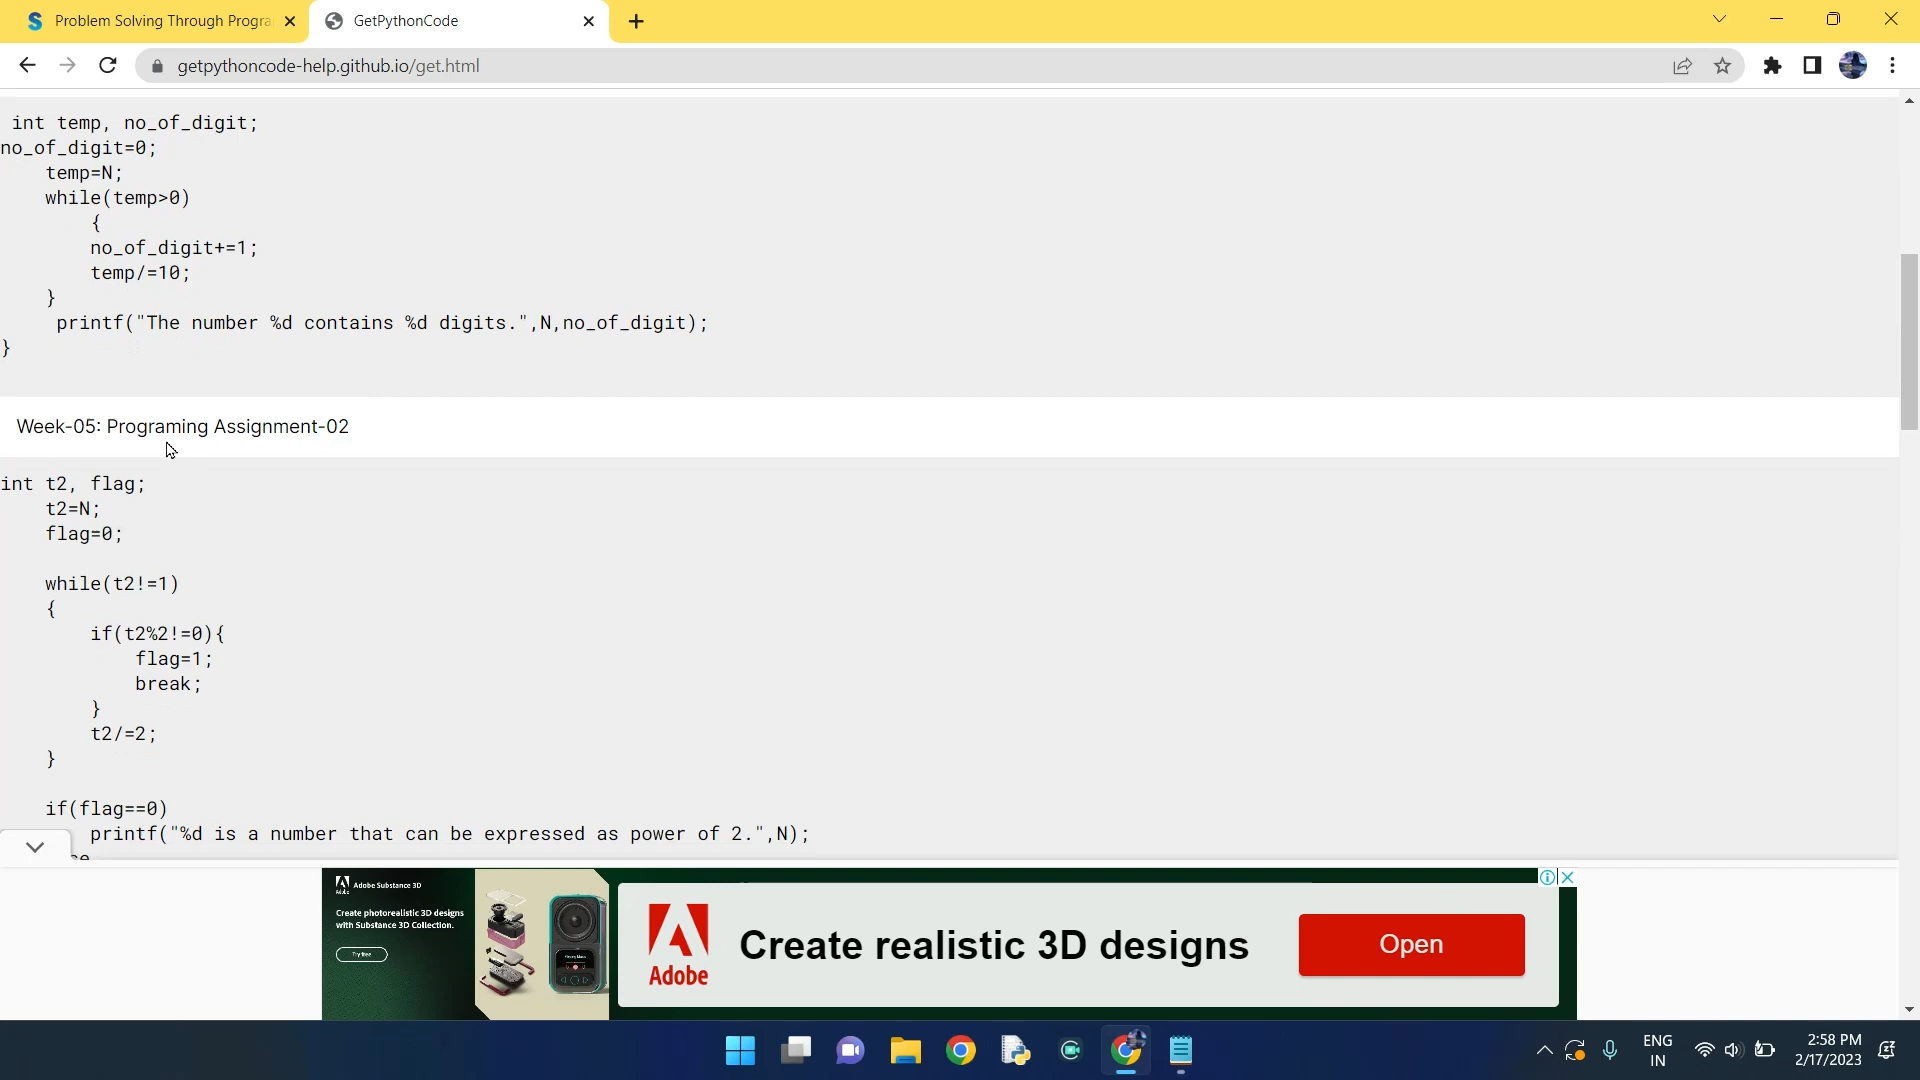 Problem Solving Through Progra
GetPythonCode
getpythoncode-help.github.io/get.html
int temp, no_of_digit;
no_of_digit=0;
temp=N;
while(temp>0)
{
no_of_digit+=1;
temp/=10;
}
printf("The number %d contains %d digits.",N,no_of_digit);
}
Week-05: Programing Assignment-02
int t2, flag;
t2=N;
flag=0;
while(t2!=1)
{
if(t2%2!=0){
flag=1;
break;
}
t2/=2;
}
if(flag==0)
printf("%d is a number that can be expressed as power of 2.",N);
Adobe Substance 3D
Create photorealistic 3D designs
with Substance 3D Collection.
Try free
Adobe
Create realistic 3D designs
Open
ENG
IN
2:58 PM
2/17/2023